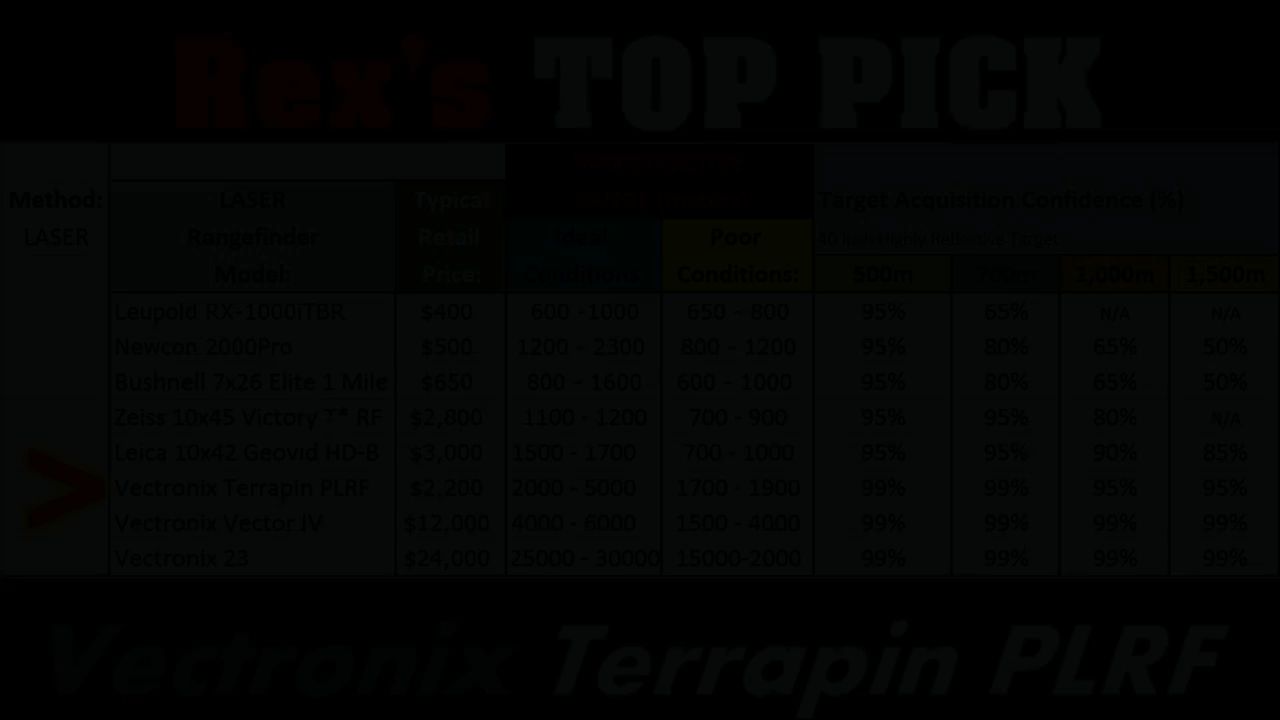 Rex's TOP PICK
Method:
LASER
LASER
Rangefinder
Model:
Typical
Retail
Price:
Ideal
Conditions
Poor
Conditions:
Target Acquisition Confidence (%)
500m 700m 1,000m 1,500m
Leupold RX-1000iTBR $400 600 -1000 650 - 800 95% 65% N/A N/A
Newcon 2000Pro $500 1200 - 2300 800 - 1200 95% 80% 65% 50%
Bushnell 7x26 Elite 1 Mile $650 800 - 1600 600 - 1000 95% 80% 65% 50%
Zeiss 10x45 Victory T* RF $2,800 1100 - 1200 700 - 900 95% 95% 80% N/A
Leica 10x42 Geovid HD-B $3,000 1500 - 1700 700 - 1000 95% 95% 90% 85%
> Vectronix Terrapin PLRF $2,200 2000 - 5000 1700 - 1900 99% 99% 95% 95%
Vectronix Vector IV $12,000 4000 - 6000 1500 - 4000 99% 99% 99% 99%
Vectronix 23 $24,000 25000 - 30000 15000-2000 99% 99% 99% 99%
Vectronix Terrapin PLRF